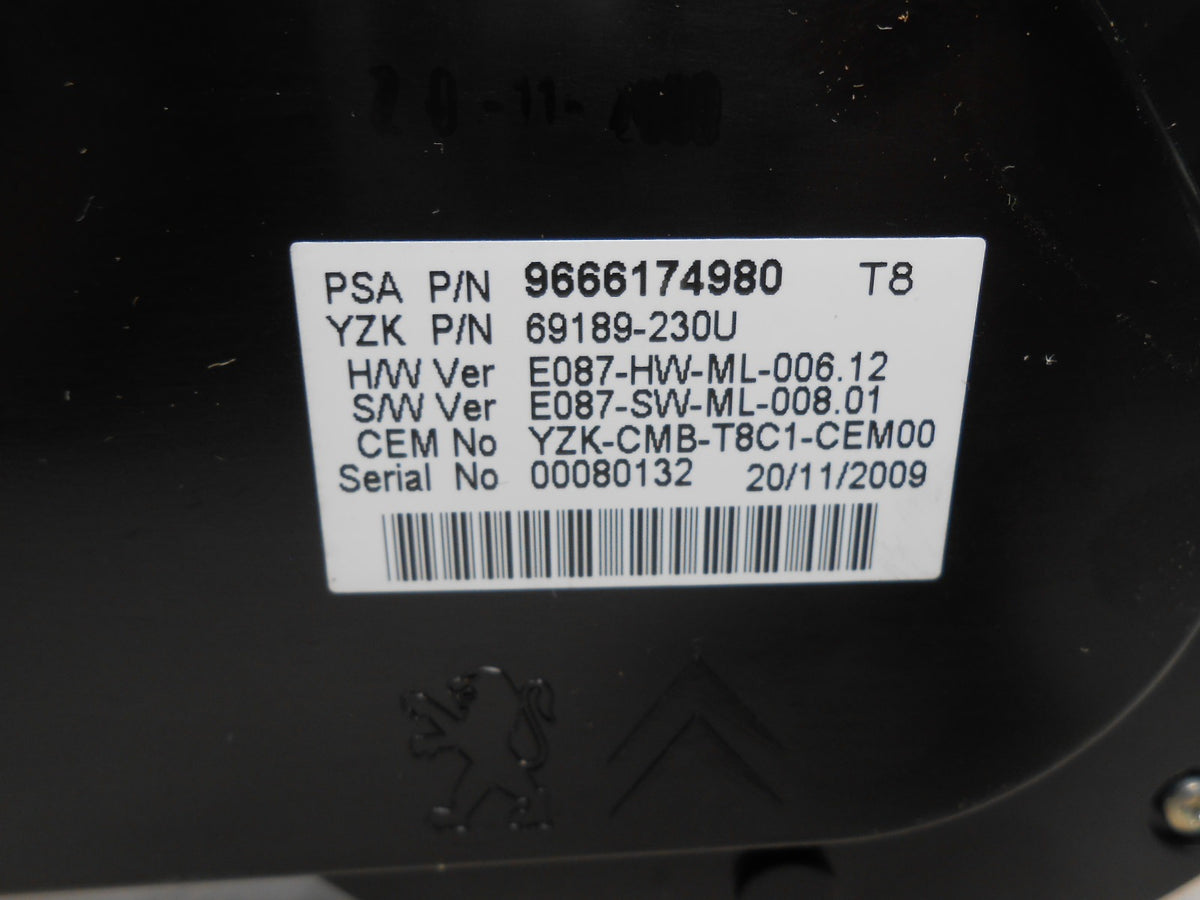 PSA P/N 9666174980 T8
YZK P/N 69189-230U
H/W Ver E087-HW-ML-006.12
S/W Ver E087-SW-ML-008.01
CEM No YZK-CMB-T8C1-CEM00
Serial No 00080132 20/11/2009